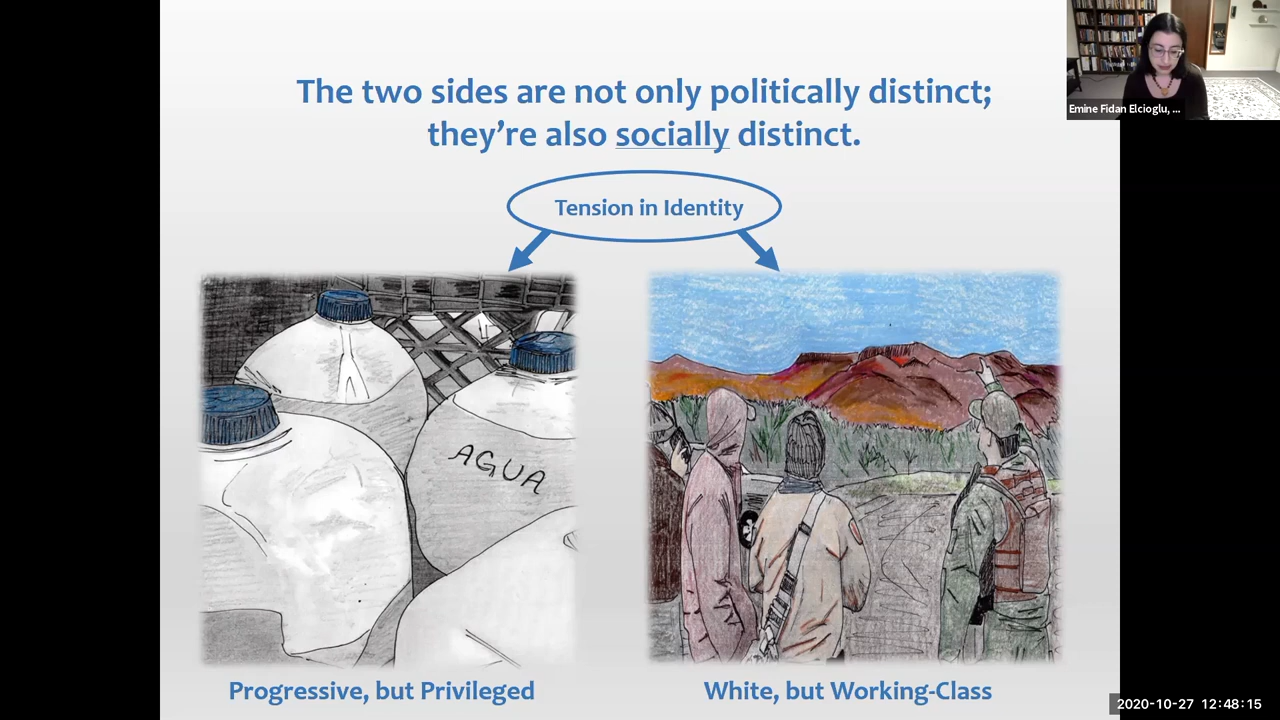 The two sides are not only politically distinct;
they're also socially distinct.
Tension in Identity
AGUA
Progressive, but Privileged
White, but Working-Class
Emine Fidan Elcioglu, ...
2020-10-27 12:48:15